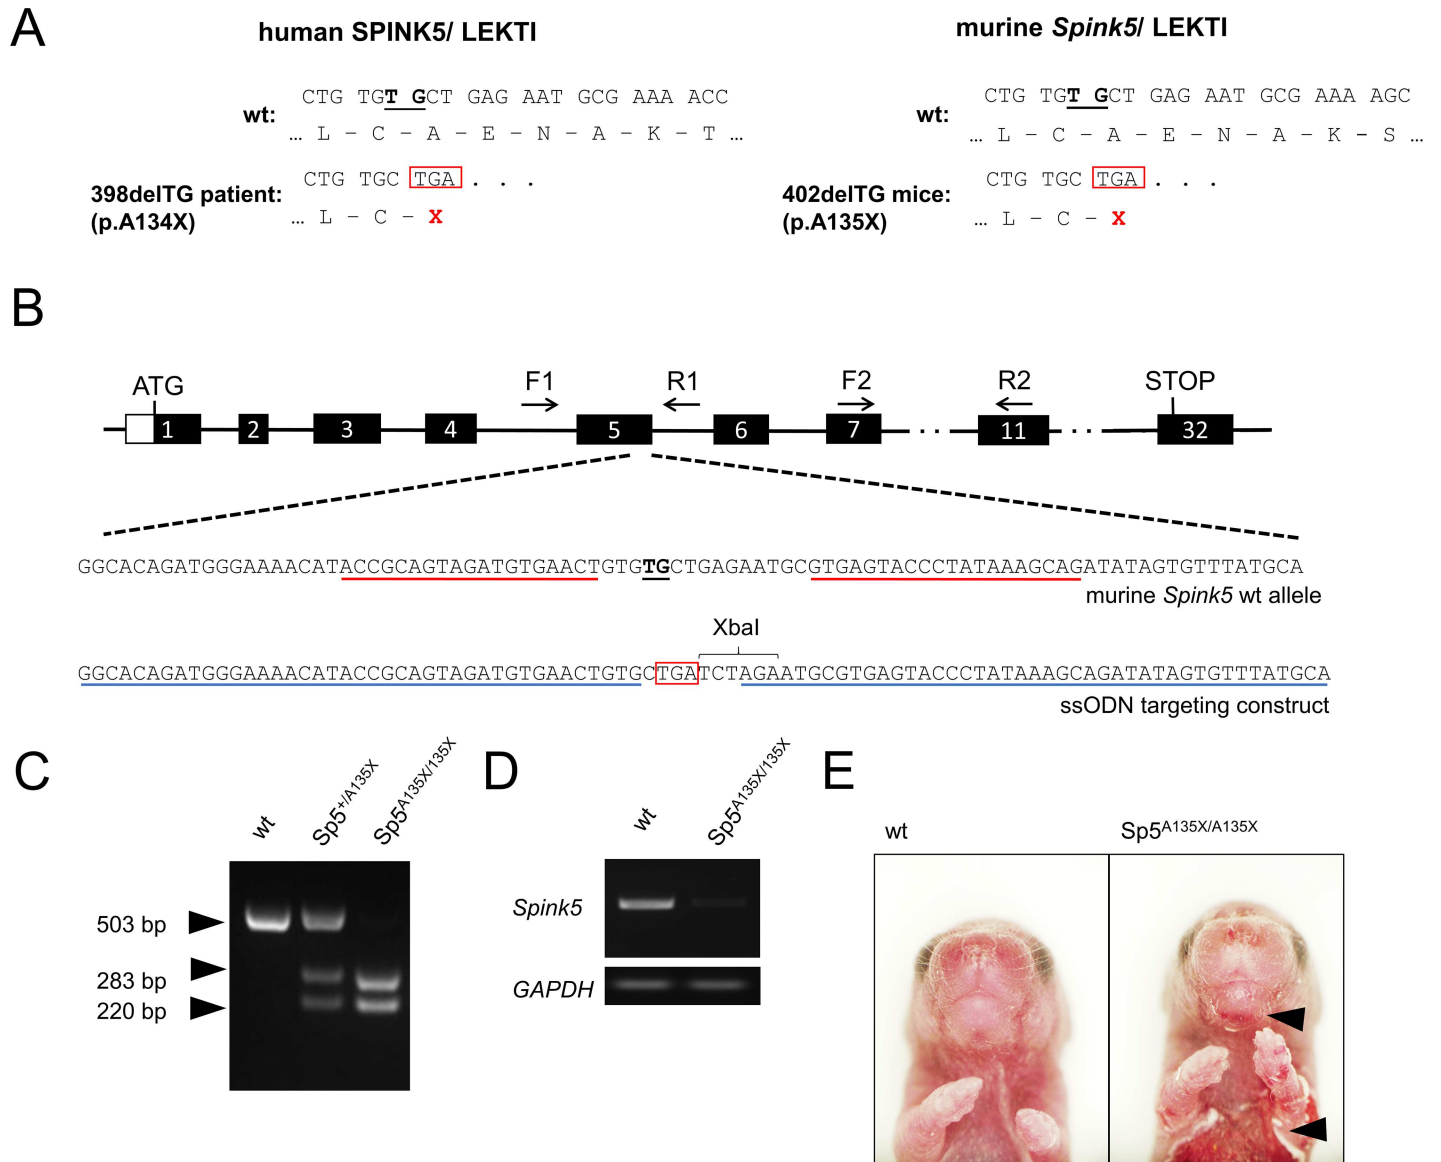 A
human SPINK5/ LEKTI
murine Spink5/ LEKTI
wt:
CTG TGT GCT GAG AAT GCG AAA ACC
... L - C - A - E - N - A - K - T ...
398delTG patient:
(p.A134X)
CTG TGC TGA . . .
... L - C - X
wt:
CTG TGT GCT GAG AAT GCG AAA AGC
... L - C - A - E - N - A - K - S ...
402delTG mice:
(p.A135X)
CTG TGC TGA . . .
... L - C - X
B
ATG F1 R1 F2 R2 STOP
1 2 3 4 5 6 7 11 32
GGCACAGATGGGAAAACATACCGCAGTAGATGTGAACTGTGTGCTGAGAATGCGTGAGTACCCTATAAAGCAGATATAGTGTTTATGCA
murine Spink5 wt allele
XbaI
GGCACAGATGGGAAAACATACCGCAGTAGATGTGAACTGTGCTGATCTAGAATGCGTGAGTACCCTATAAAGCAGATATAGTGTTTATGCA
ssODN targeting construct
C
wt Sp5+/A135X Sp5A135X/135X
503 bp
283 bp
220 bp
D
wt Sp5A135X/135X
Spink5
GAPDH
E
wt Sp5A135X/A135X